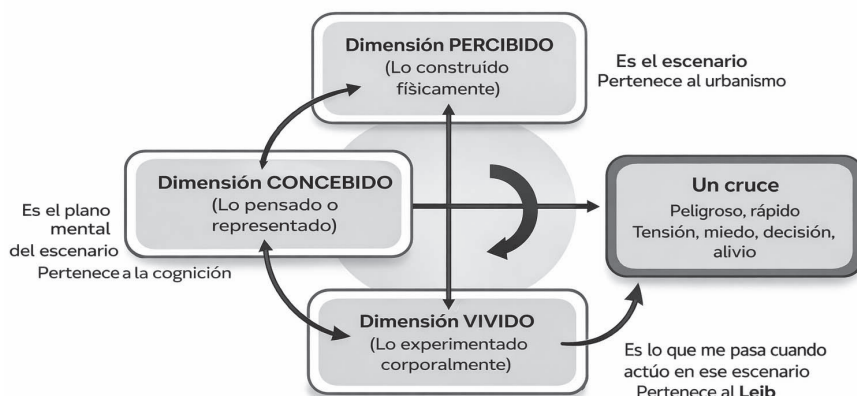 Dimensión PERCIBIDO
(Lo construído
físicamente)
Es el escenario
Pertenece al urbanismo
Dimensión CONCEBIDO
(Lo pensado o
representado)
Es el plano
mental
del escenario
Pertenece a la cognición
Un cruce
Peligroso, rápido
Tensión, miedo, decisión,
alivio
Dimensión VIVIDO
(Lo experimentado
corporalmente)
Es lo que me pasa cuando
actúo en ese escenario
Pertenece al Leib